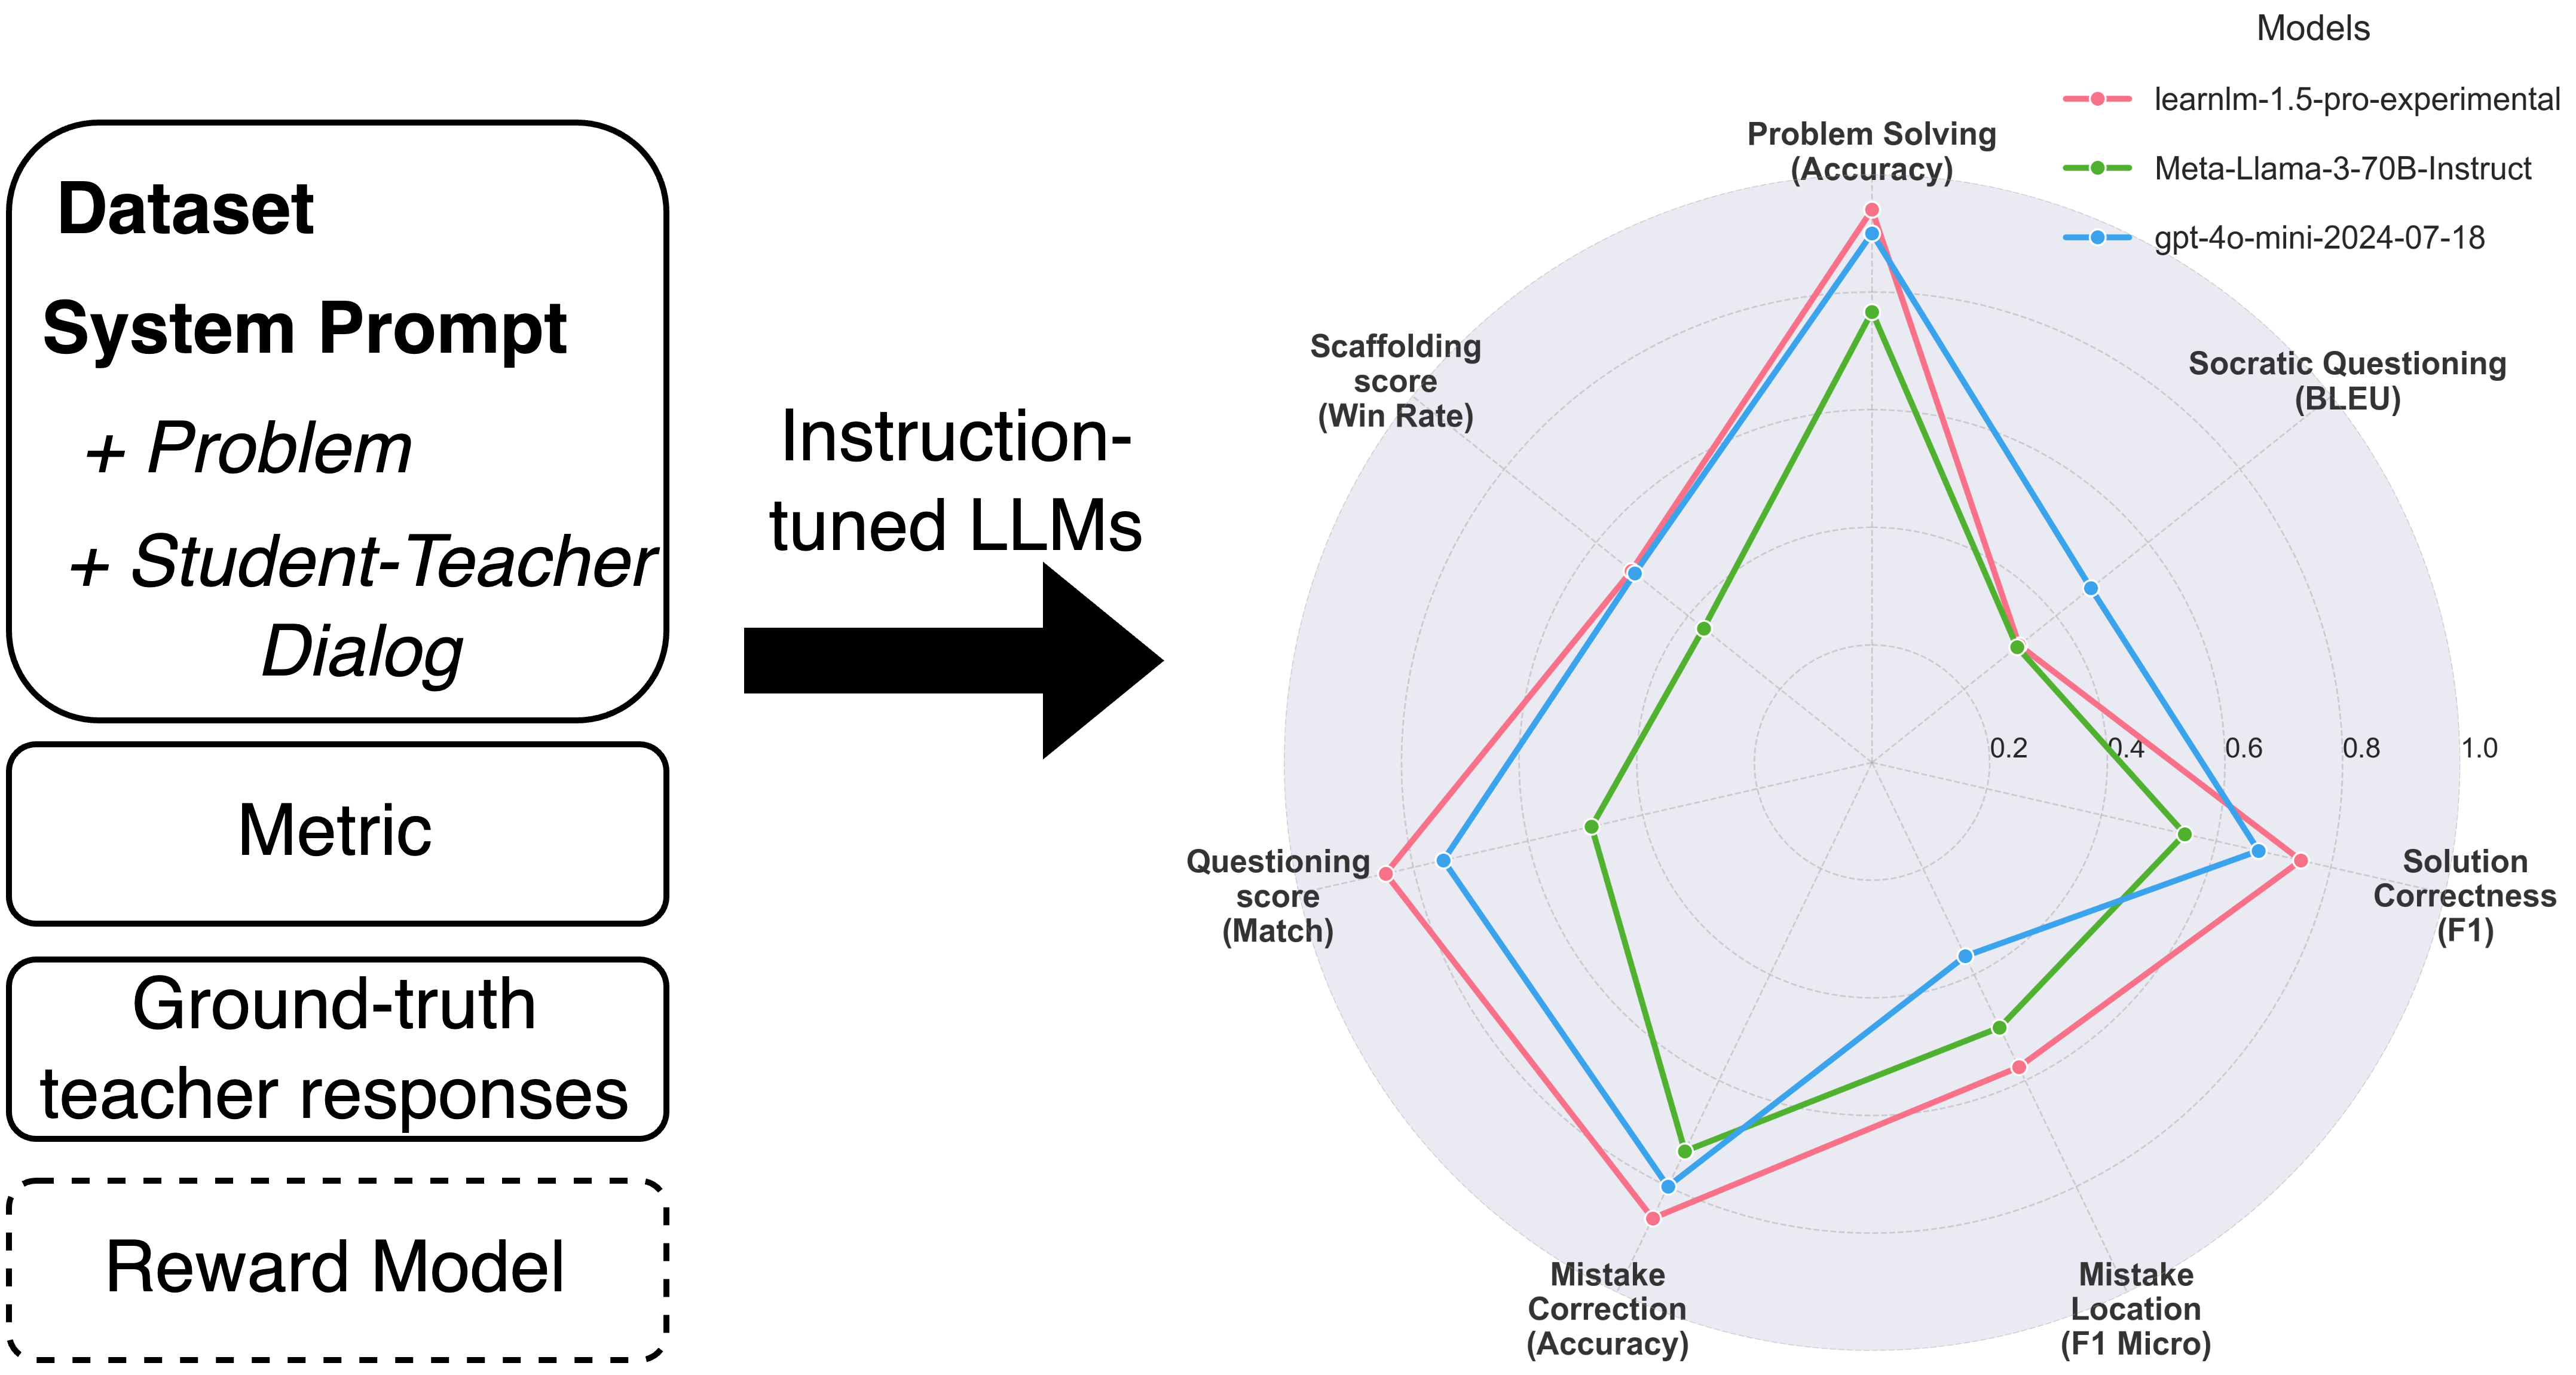 Dataset
System Prompt
+ Problem
+ Student-Teacher
Dialog
Metric
Ground-truth
teacher responses
Reward Model
Instruction-
tuned LLMs
Models
learnlm-1.5-pro-experimental
Meta-Llama-3-70B-Instruct
gpt-4o-mini-2024-07-18
Problem Solving
(Accuracy)
Socratic Questioning
(BLEU)
Scaffolding
score
(Win Rate)
0.2
0.4
0.6
0.8
1.0
Questioning
score
(Match)
Solution
Correctness
(F1)
Mistake
Correction
(Accuracy)
Mistake
Location
(F1 Micro)